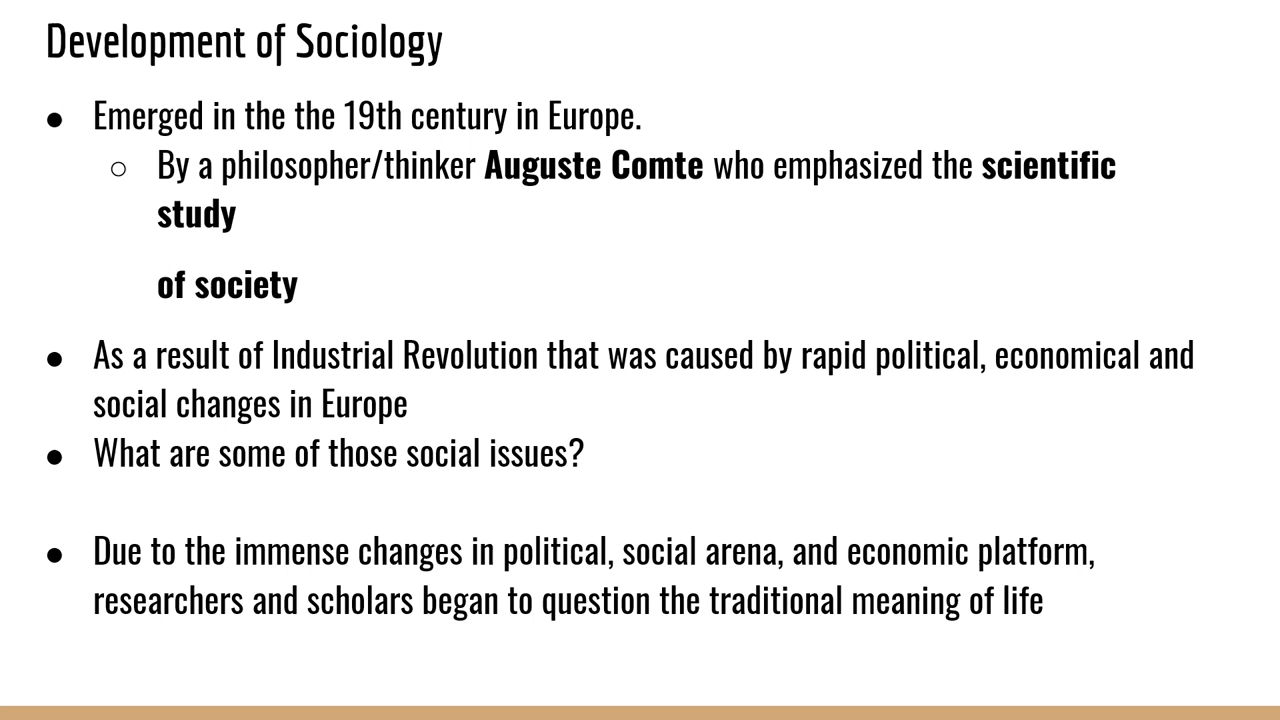 Development of Sociology
● Emerged in the the 19th century in Europe.
○ By a philosopher/thinker Auguste Comte who emphasized the scientific
study
of society
● As a result of Industrial Revolution that was caused by rapid political, economical and
social changes in Europe
● What are some of those social issues?
● Due to the immense changes in political, social arena, and economic platform,
researchers and scholars began to question the traditional meaning of life